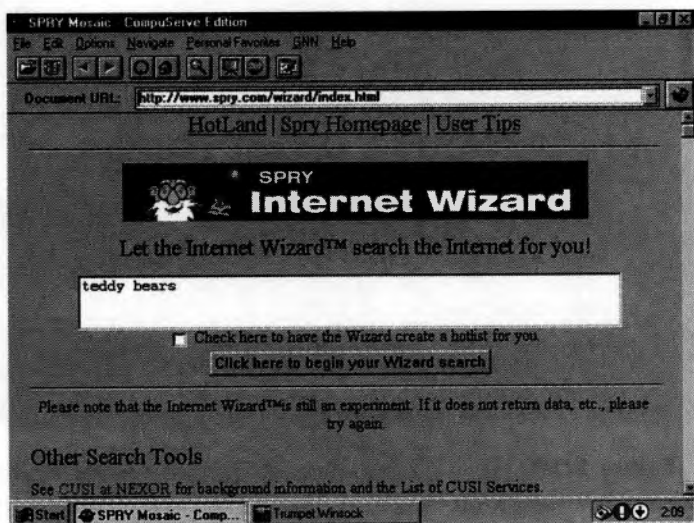 SPRY Mosaic - CompuServe Edition
File Edit Options Navigate Personal Favorites GNN Help
Document URL: http://www.spry.com/wizard/index.html
HotLand | Spry Homepage | User Tips
SPRY
Internet Wizard
Let the Internet Wizard™ search the Internet for you!
teddy bears
Check here to have the Wizard create a hotlist for you.
Click here to begin your Wizard search
Please note that the Internet Wizard™is still an experiment. If it does not return data, etc., please
try again.
Other Search Tools
See CUSI at NEXOR for background information and the List of CUSI Services.
Start SPRY Mosaic - Comp... Trumpet Winsock 2:09